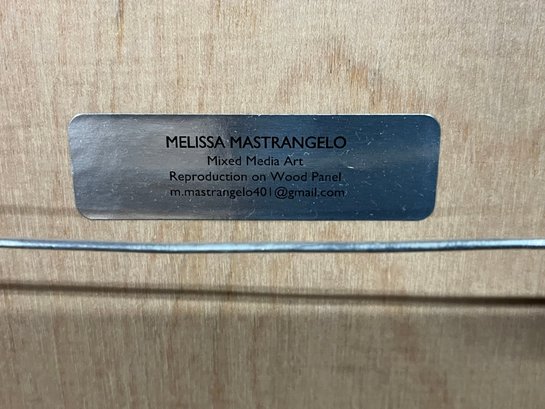 MELISSA MASTRANGELO
Mixed Media Art
Reproduction on Wood Panel
m.mastrangelo401@gmail.com